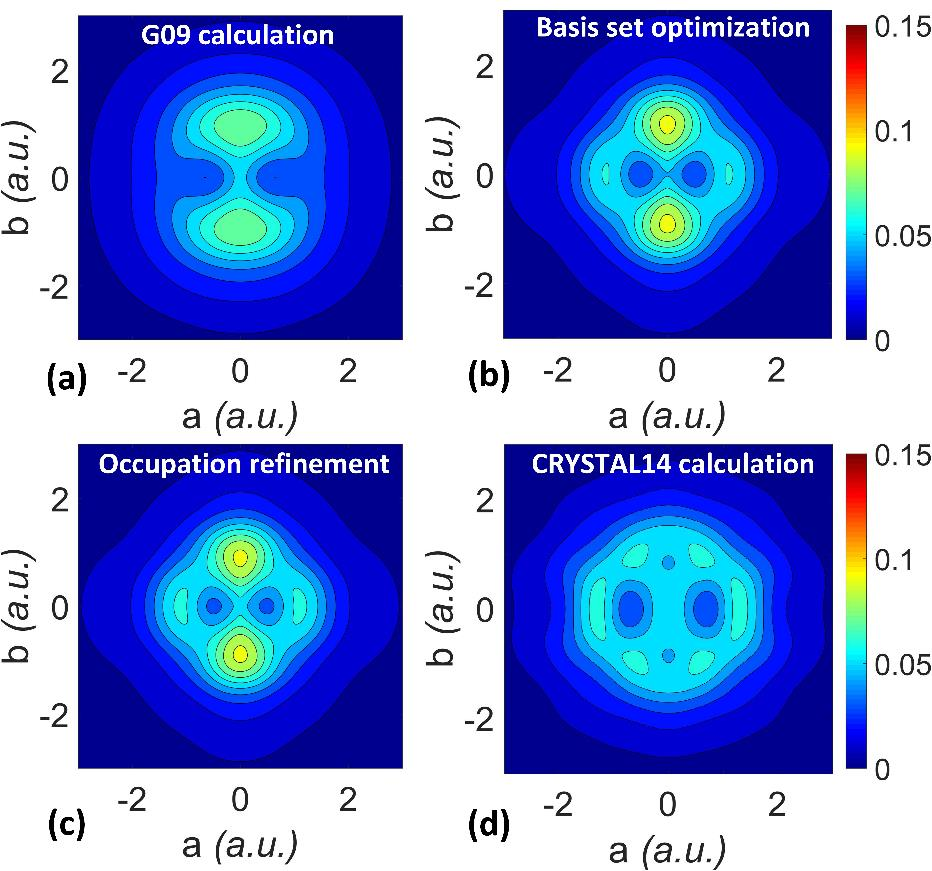 G09 calculation
Basis set optimization
0.15
0.1
0.05
0
b (a.u.)
2
0
-2
b (a.u.)
2
0
-2
(a)
-2
0
2
a (a.u.)
(b)
-2
0
2
a (a.u.)
Occupation refinement
CRYSTAL14 calculation
0.15
0.1
0.05
0
b (a.u.)
2
0
-2
b (a.u.)
2
0
-2
(c)
-2
0
2
a (a.u.)
(d)
-2
0
2
a (a.u.)